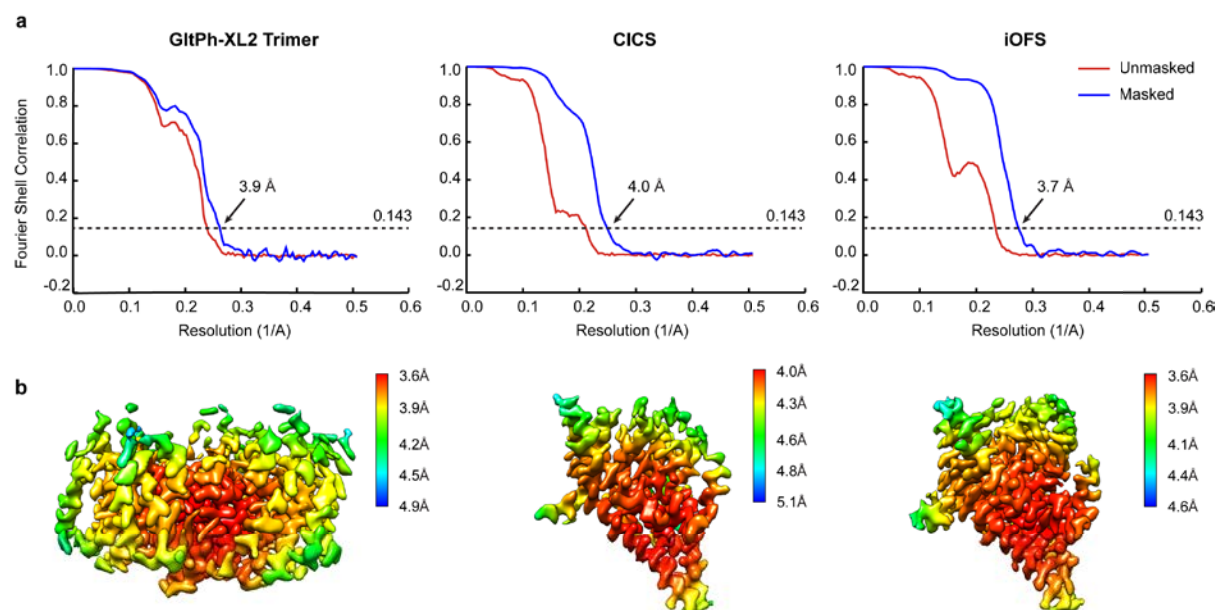 a
GltPh-XL2 Trimer
CICS
iOFS
Unmasked
Masked
Fourier Shell Correlation
1.0
0.8
0.6
0.4
0.2
0.0
-0.2
3.9 Å
0.143
0.0 0.1 0.2 0.3 0.4 0.5 0.6
Resolution (1/A)
1.0
0.8
0.6
0.4
0.2
0.0
-0.2
4.0 Å
0.143
0.0 0.1 0.2 0.3 0.4 0.5 0.6
Resolution (1/A)
1.0
0.8
0.6
0.4
0.2
0.0
-0.2
3.7 Å
0.143
0.0 0.1 0.2 0.3 0.4 0.5 0.6
Resolution (1/A)
b
3.6Å
3.9Å
4.2Å
4.5Å
4.9Å
4.0Å
4.3Å
4.6Å
4.8Å
5.1Å
3.6Å
3.9Å
4.1Å
4.4Å
4.6Å